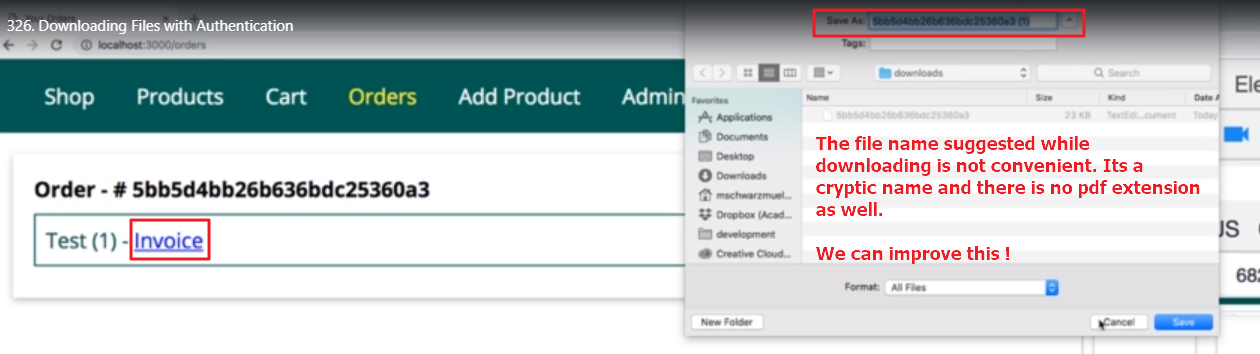 326. Downloading Files with Authentication
Save As: 5bb5d4bb26b636bdc25360a3 (1)
Tags:
localhost:3000/orders
downloads
Search
Shop Products Cart Orders Add Product Admin
Ele
Favorites
Name Size Kind Date A
Applications
5bb5d4bb26b636bdc25360a3 23 KB TextEdi...cument Today
Documents
Desktop
Downloads
mschwarzmuel...
Dropbox (Acad...
development
Creative Cloud...
The file name suggested while
downloading is not convenient. Its a
cryptic name and there is no pdf extension
as well.
We can improve this !
Order - # 5bb5d4bb26b636bdc25360a3
Test (1) - Invoice
US
682
Format: All Files
New Folder
Cancel
Save